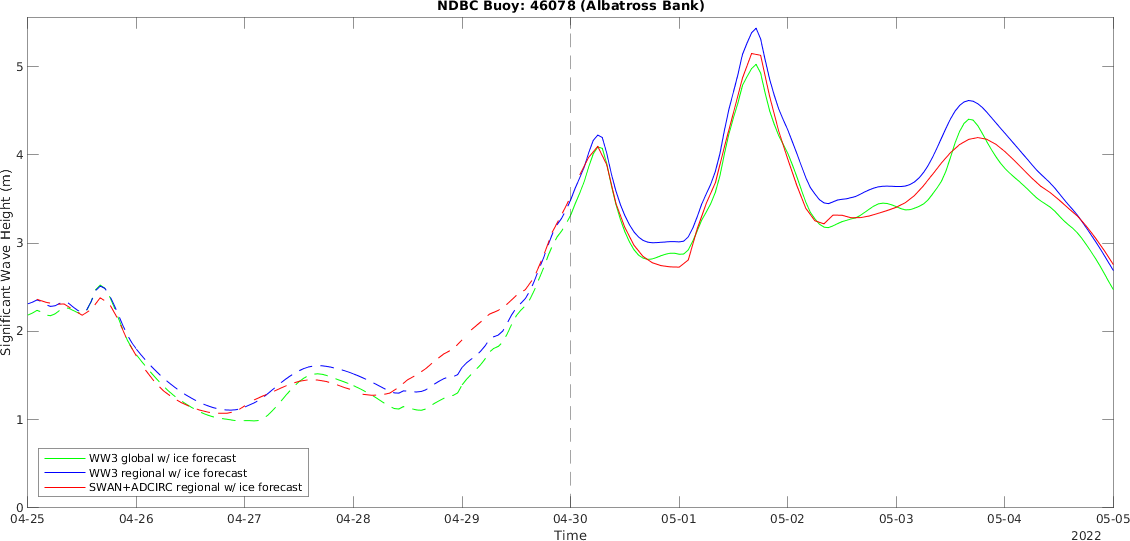 NDBC Buoy: 46078 (Albatross Bank)
Significant Wave Height (m)
5
4
3
2
1
0
WW3 global w/ ice forecast
WW3 regional w/ ice forecast
SWAN+ADCIRC regional w/ ice forecast
04-25 04-26 04-27 04-28 04-29 04-30 05-01 05-02 05-03 05-04 05-05
Time
2022